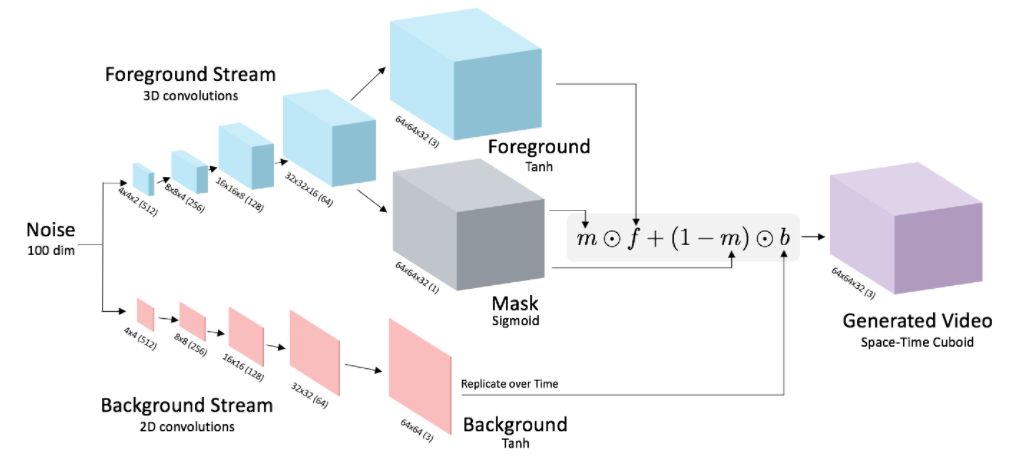 Foreground Stream
3D convolutions
4x4x2 (512)
8x8x4 (256)
16x16x8 (128)
32x32x16 (64)
64x64x32 (3)
Foreground
Tanh
64x64x32 (1)
Mask
Sigmoid
Noise
100 dim
m ⊙ f + (1 − m) ⊙ b
64x64x32 (3)
Generated Video
Space-Time Cuboid
4x4 (512)
8x8 (256)
16x16 (128)
32x32 (64)
64x64 (3)
Replicate over Time
Background
Tanh
Background Stream
2D convolutions